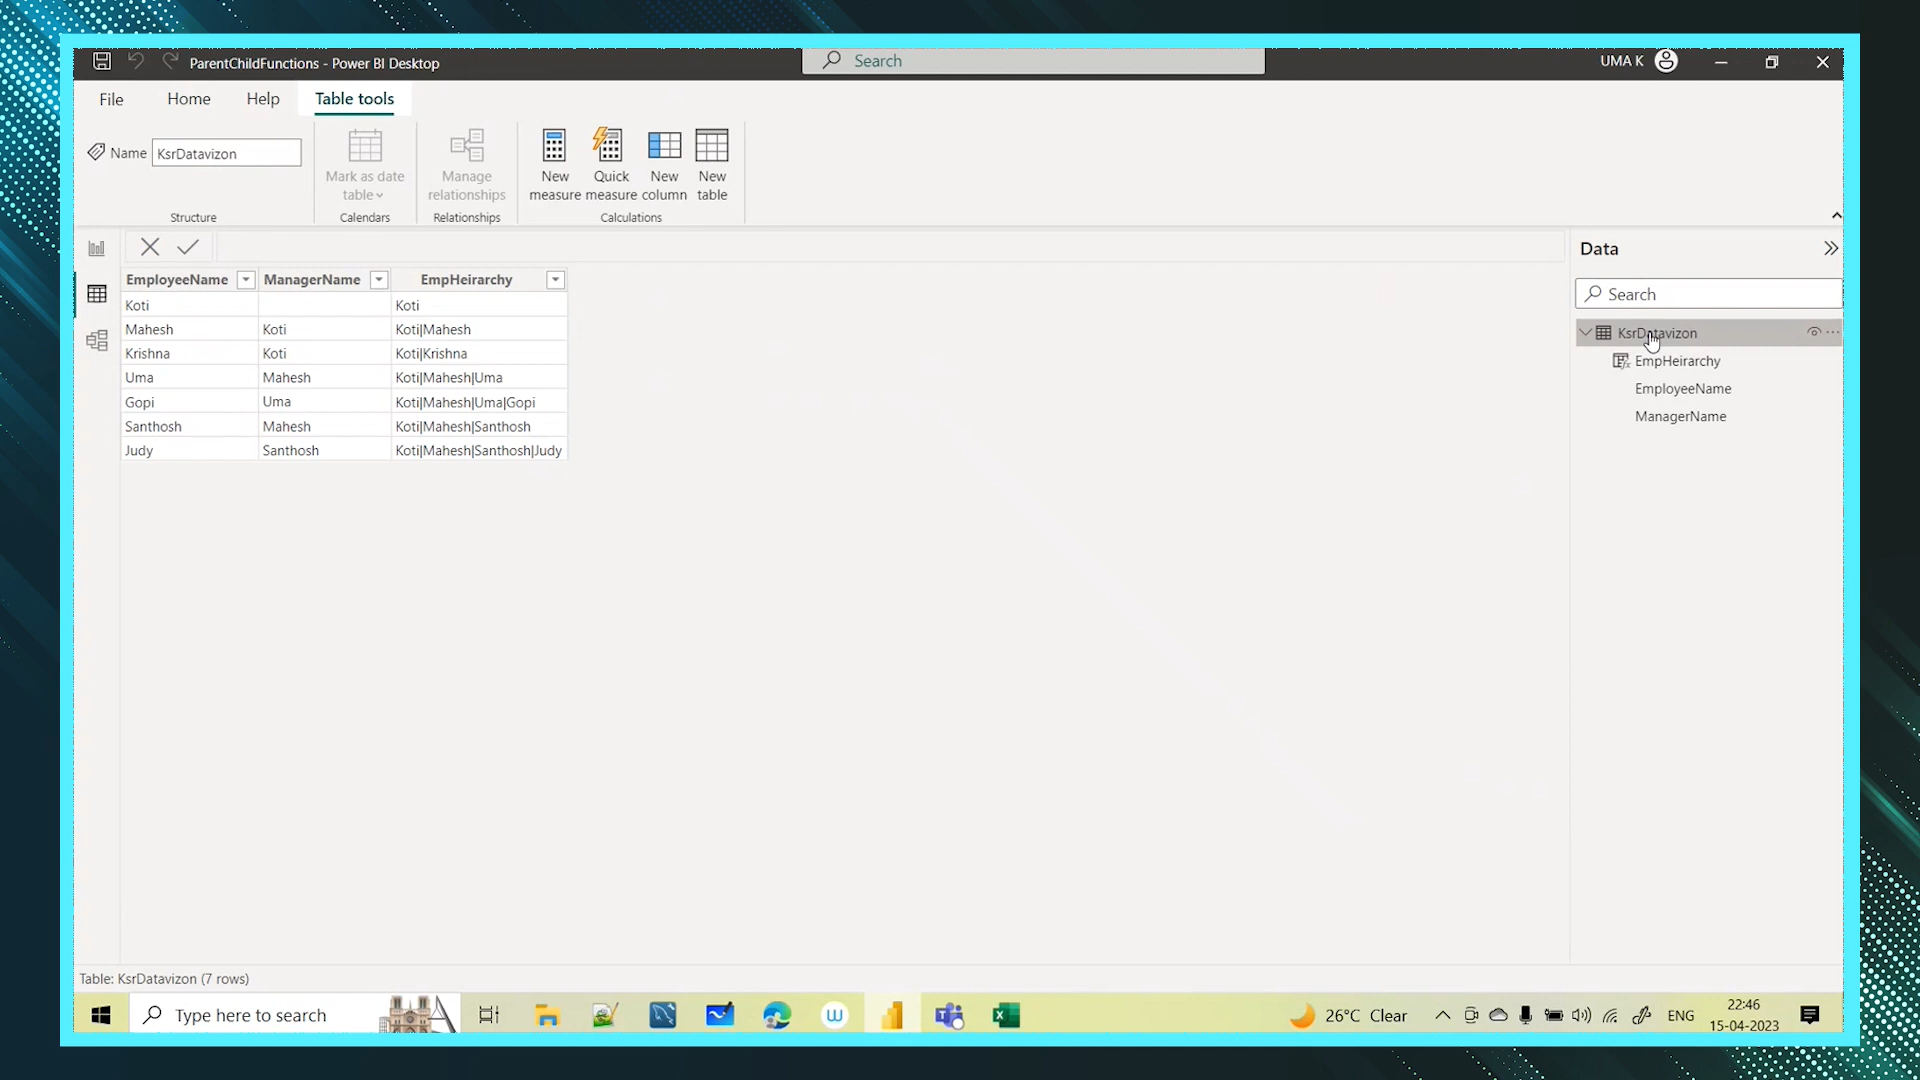 ParentChildFunctions - Power BI Desktop
Search
UMA K
File Home Help Table tools
Name KsrDatavizon
Mark as date table
Manage relationships
New measure
Quick measure
New column
New table
Structure Calendars Relationships Calculations
EmployeeName ManagerName EmpHeirarchy
Koti Koti
Mahesh Koti Koti|Mahesh
Krishna Koti Koti|Krishna
Uma Mahesh Koti|Mahesh|Uma
Gopi Uma Koti|Mahesh|Uma|Gopi
Santhosh Mahesh Koti|Mahesh|Santhosh
Judy Santhosh Koti|Mahesh|Santhosh|Judy
Data
Search
KsrDatavizon
EmpHeirarchy
EmployeeName
ManagerName
Table: KsrDatavizon (7 rows)
Type here to search
26°C Clear
ENG
22:46
15-04-2023